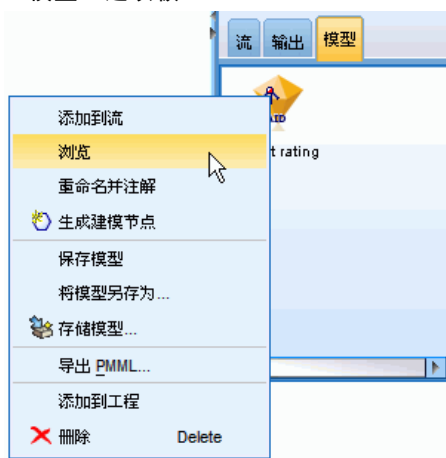 流 输出 模型
t rating
添加到流
浏览
重命名并注解
生成建模节点
保存模型
将模型另存为...
存储模型...
导出 PMML...
添加到工程
删除 Delete